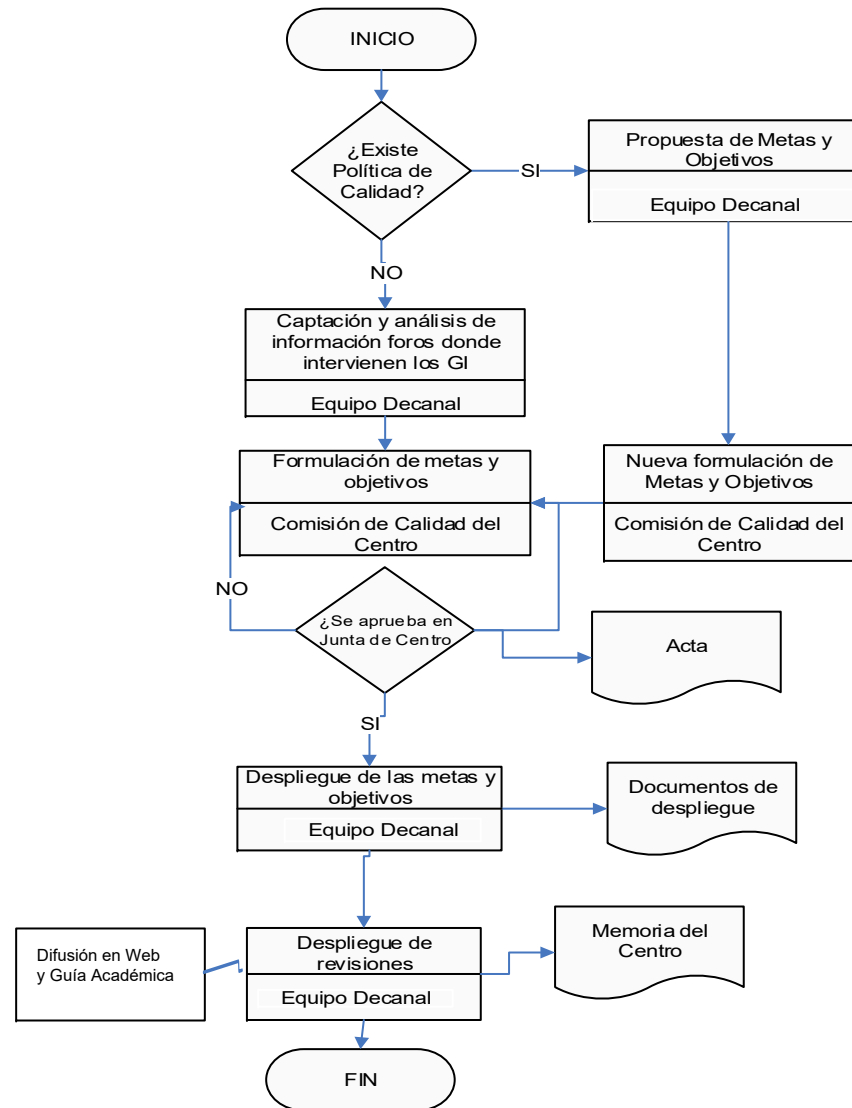 INICIO
¿Existe
Política de
Calidad?
SI
Propuesta de Metas y
Objetivos
Equipo Decanal
NO
Captación y análisis de
información foros donde
intervienen los GI
Equipo Decanal
Formulación de metas y
objetivos
Comisión de Calidad del
Centro
Nueva formulación de
Metas y Objetivos
Comisión de Calidad del
Centro
NO
¿Se aprueba en
Junta de Centro
Acta
SI
Despliegue de las metas y
objetivos
Equipo Decanal
Documentos de
despliegue
Difusión en Web
y Guía Académica
Despliegue de
revisiones
Equipo Decanal
Memoria del
Centro
FIN